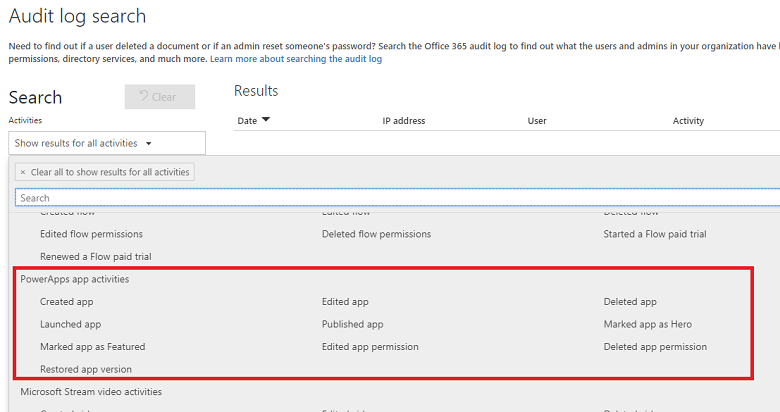 Audit log search
Need to find out if a user deleted a document or if an admin reset someone's password? Search the Office 365 audit log to find out what the users and admins in your organization have
permissions, directory services, and much more. Learn more about searching the audit log
Search
Clear
Results
Activities
Date
IP address
User
Activity
Show results for all activities
× Clear all to show results for all activities
Search
Created flow
Edited flow
Deleted flow
Edited flow permissions
Deleted flow permissions
Started a Flow paid trial
Renewed a Flow paid trial
PowerApps app activities
Created app
Edited app
Deleted app
Launched app
Published app
Marked app as Hero
Marked app as Featured
Edited app permission
Deleted app permission
Restored app version
Microsoft Stream video activities